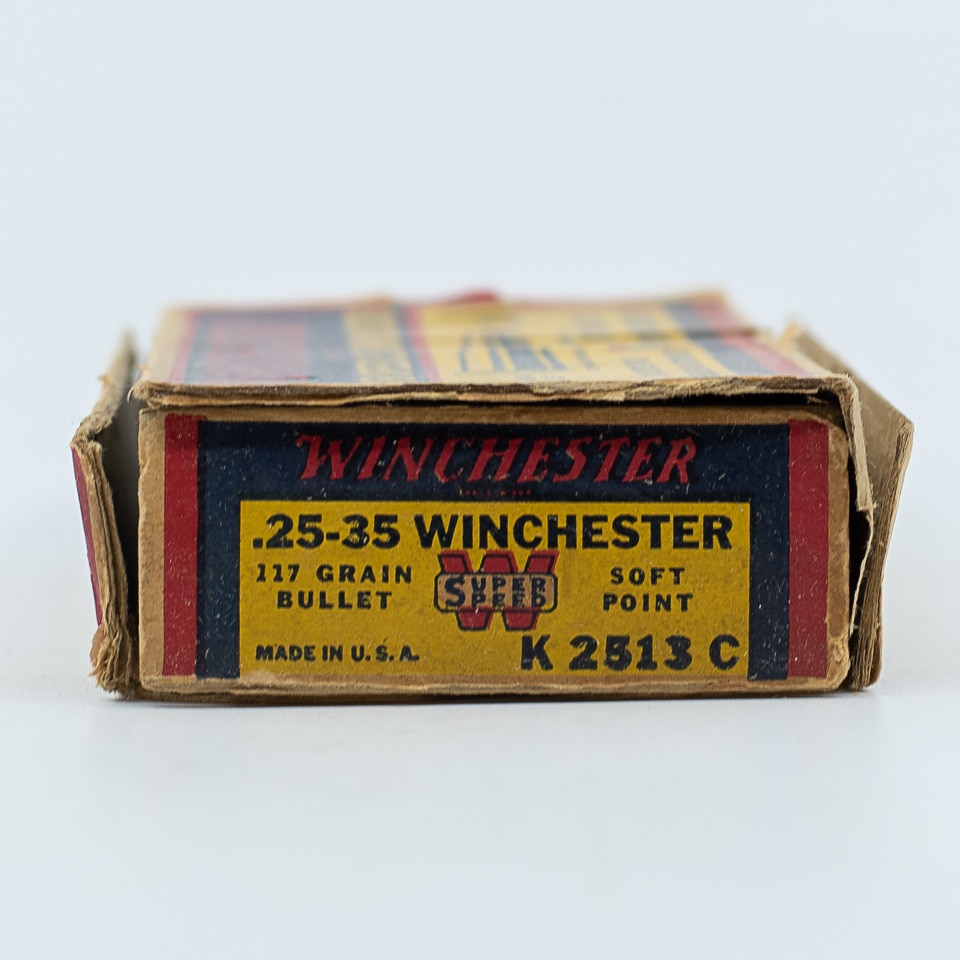 WINCHESTER
.25-35 WINCHESTER
117 GRAIN
BULLET
W
SUPER
SPEED
SOFT
POINT
MADE IN U.S.A.
K 2513 C